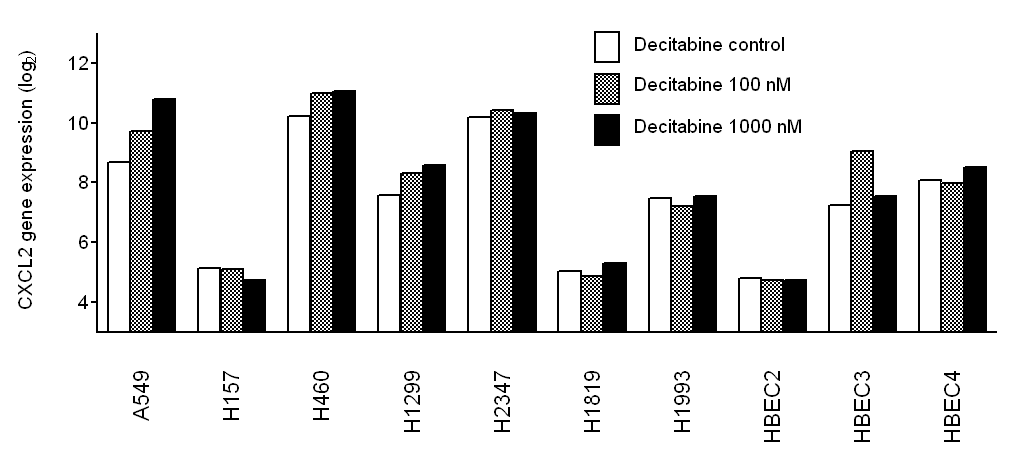 CXCL2 gene expression (log2)
12
10
8
6
4
Decitabine control
Decitabine 100 nM
Decitabine 1000 nM
A549
H157
H460
H1299
H2347
H1819
H1993
HBEC2
HBEC3
HBEC4